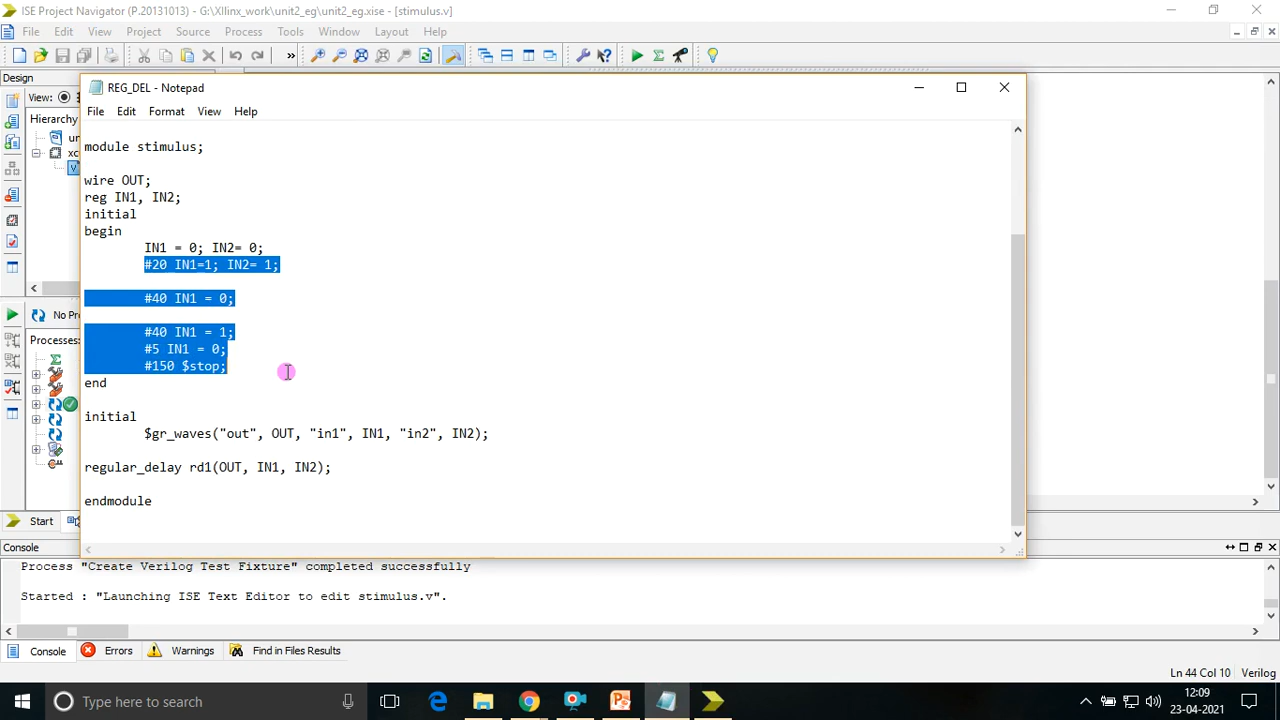 ISE Project Navigator (P.20131013) - G:\XIlinx_work\unit2_eg\unit2_eg.xise - [stimulus.v]
File Edit View Project Source Process Tools Window Layout Help
»
Design
View:
Hierarchy
un
xc
No Pr
Processes:
Start
REG_DEL - Notepad
File Edit Format View Help
module stimulus;
wire OUT;
reg IN1, IN2;
initial
begin
IN1 = 0; IN2= 0;
#20 IN1=1; IN2= 1;
#40 IN1 = 0;
#40 IN1 = 1;
#5 IN1 = 0;
#150 $stop;
end
initial
$gr_waves("out", OUT, "in1", IN1, "in2", IN2);
regular_delay rd1(OUT, IN1, IN2);
endmodule
Console
Process "Create Verilog Test Fixture" completed successfully
Started : "Launching ISE Text Editor to edit stimulus.v".
Console Errors Warnings Find in Files Results
Ln 44 Col 10 Verilog
Type here to search
12:09
23-04-2021